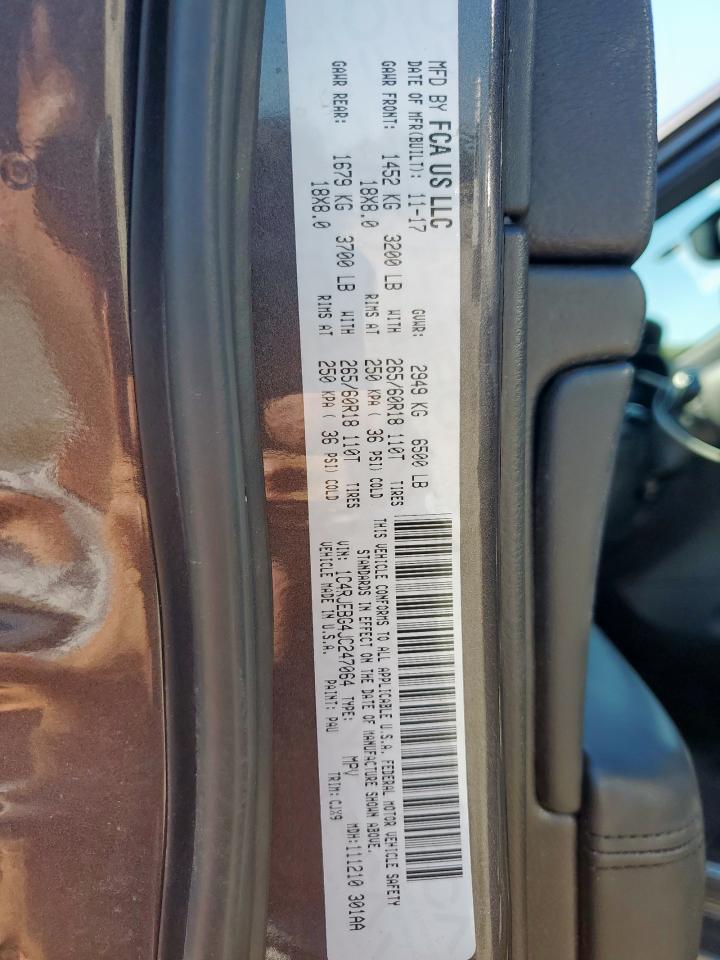 MFD BY FCA US LLC
DATE OF MFR(BUILT): 11-17 GVWR: 2949 KG 6500 LB
GAWR FRONT: 1452 KG 3200 LB WITH 265/60R18 110T TIRES
18X8.0 RIMS AT 250 KPA ( 36 PSI) COLD
GAWR REAR: 1679 KG 3700 LB WITH 265/60R18 110T TIRES
18X8.0 RIMS AT 250 KPA ( 36 PSI) COLD
THIS VEHICLE CONFORMS TO ALL APPLICABLE U.S.A. FEDERAL MOTOR VEHICLE SAFETY
STANDARDS IN EFFECT ON THE DATE OF MANUFACTURE SHOWN ABOVE.
VIN: 1C4RJEBG4JC247064 TYPE: MPV MDH:111210 301AA
VEHICLE MADE IN U.S.A. PAINT: PAU TRIM: CJX9